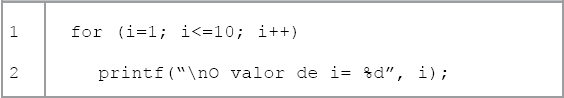 1 for (i=1; i<=10; i++)
2 printf(“\nO valor de i= %d”, i);